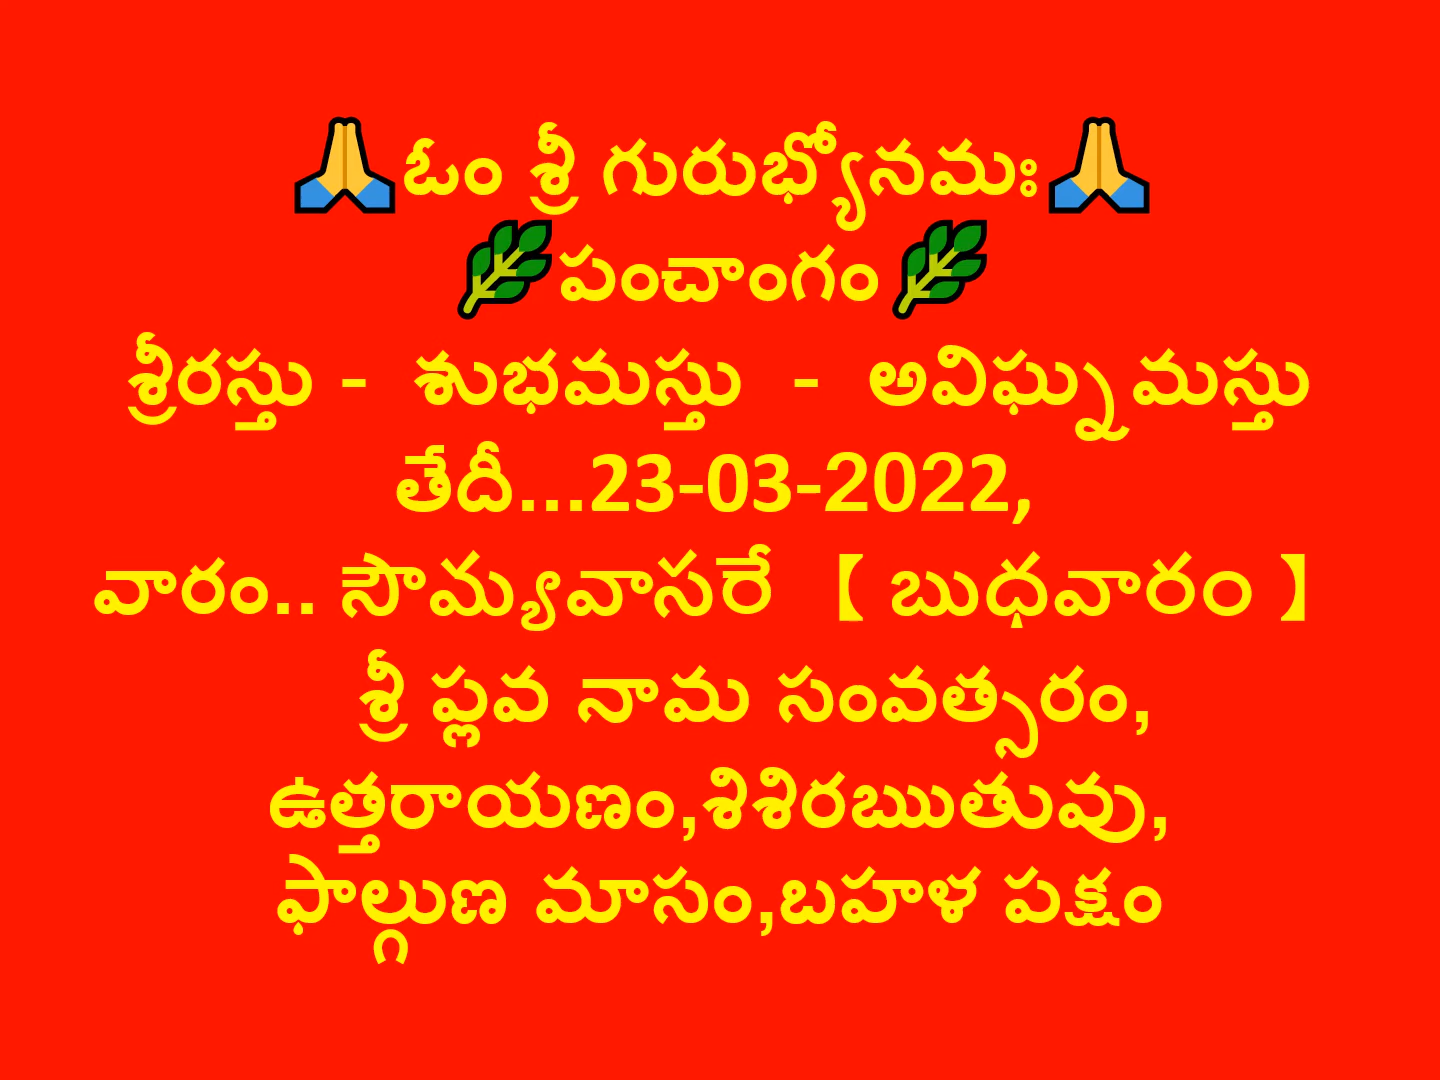 🙏ఓం శ్రీ గురుభ్యోనమః🙏
🌿పంచాంగం🌿
శ్రీరస్తు - శుభమస్తు - అవిఘ్నమస్తు
తేదీ...23-03-2022,
వారం.. సౌమ్యవాసరే 【 బుధవారం 】
శ్రీ ప్లవ నామ సంవత్సరం,
ఉత్తరాయణం,శిశిరఋతువు,
ఫాల్గుణ మాసం,బహళ పక్షం